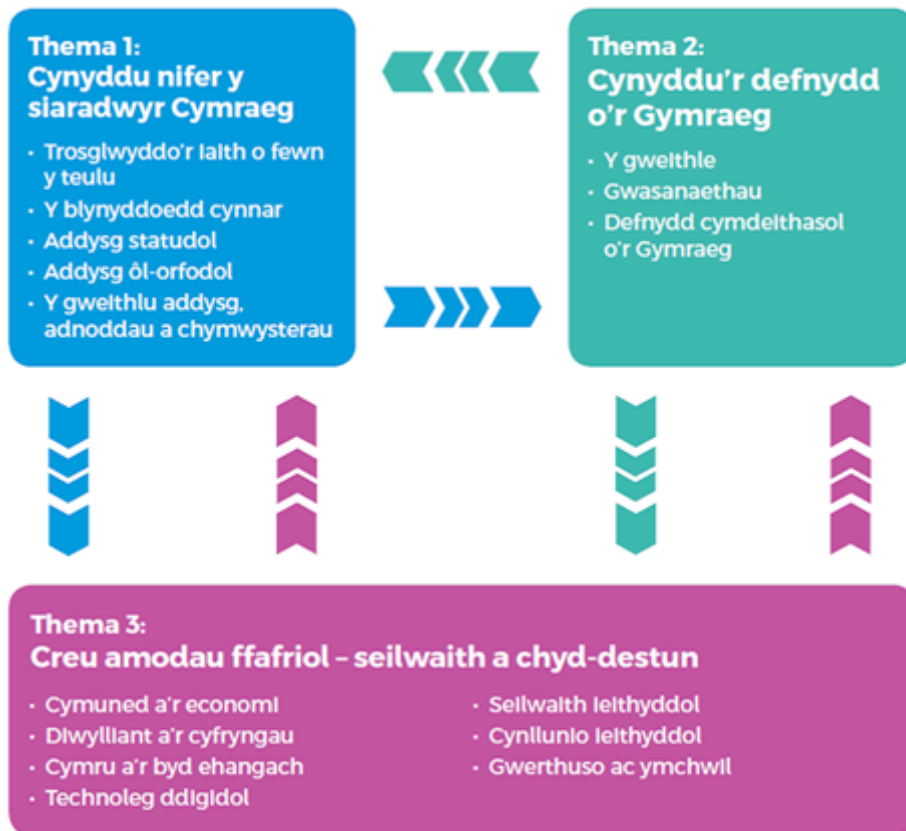 Thema 1:
Cynyddu nifer y
siaradwyr Cymraeg
• Trosglwyddo'r iaith o fewn
y teulu
• Y blynyddoedd cynnar
• Addysg statudol
• Addysg ôl-orfodol
• Y gweithlu addysg,
adnoddau a chymwysterau
Thema 2:
Cynyddu'r defnydd
o'r Gymraeg
• Y gweithle
• Gwasanaethau
• Defnydd cymdeithasol
o'r Gymraeg
Thema 3:
Creu amodau ffafriol – seilwaith a chyd-destun
• Cymuned a'r economi
• Diwylliant a'r cyfryngau
• Cymru a'r byd ehangach
• Technoleg ddigidol
• Seilwaith ieithyddol
• Cynllunio ieithyddol
• Gwerthuso ac ymchwil